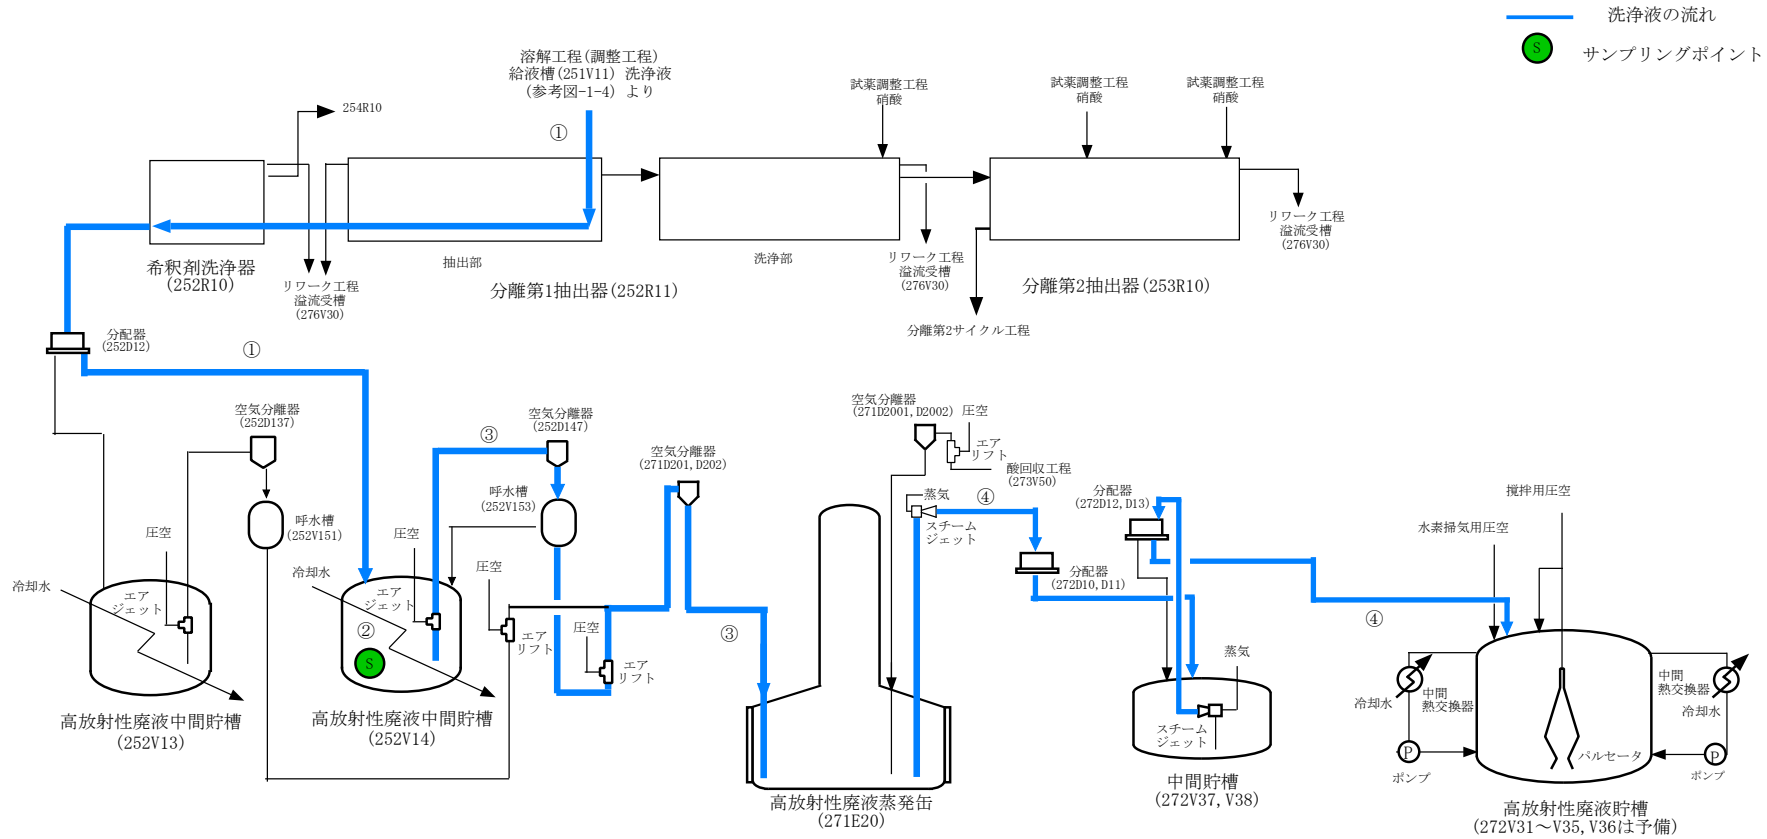 洗浄液の流れ
S
サンプリングポイント
溶解工程(調整工程)
給液槽(251V11) 洗浄液
(参考図-1-4) より
①
254R10
試薬調整工程
硝酸
試薬調整工程
硝酸
試薬調整工程
硝酸
希釈剤洗浄器
(252R10)
リワーク工程
溢流受槽
(276V30)
抽出部
分離第1抽出器(252R11)
洗浄部
リワーク工程
溢流受槽
(276V30)
分離第2抽出器(253R10)
リワーク工程
溢流受槽
(276V30)
分離第2サイクル工程
分配器
(252D12)
①
空気分離器
(252D137)
呼水槽
(252V151)
圧空
冷却水
エア
ジェット
高放射性廃液中間貯槽
(252V13)
③
空気分離器
(252D147)
呼水槽
(252V153)
圧空
冷却水
エア
ジェット
②
S
高放射性廃液中間貯槽
(252V14)
圧空
エア
リフト
圧空
エア
リフト
空気分離器
(271D201,D202)
③
空気分離器
(271D2001,D2002)
圧空
エア
リフト
酸回収工程
(273V50)
蒸気
④
スチーム
ジェット
高放射性廃液蒸発缶
(271E20)
分配器
(272D10,D11)
分配器
(272D12,D13)
蒸気
スチーム
ジェット
中間貯槽
(272V37,V38)
撹拌用圧空
水素掃気用圧空
④
冷却水
中間
熱交換器
P
ポンプ
パルセータ
中間
熱交換器
冷却水
P
ポンプ
高放射性廃液貯槽
(272V31～V35,V36は予備)